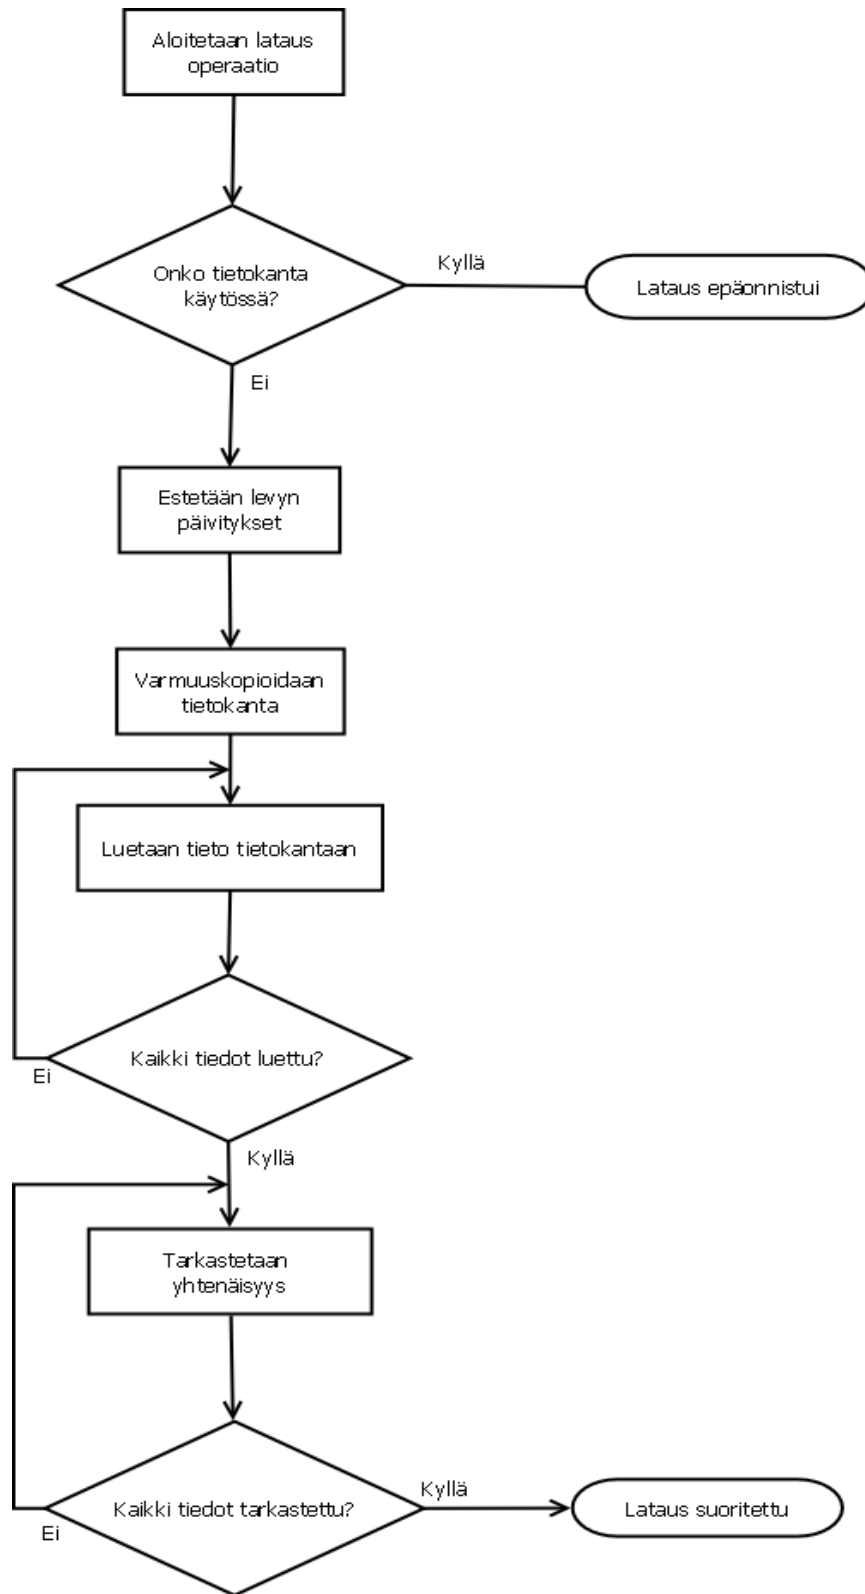 Aloitetaan lataus
operaatio
Onko tietokanta
käytössä?
Kyllä
Lataus epäonnistui
Ei
Estetään levyn
päivitykset
Varmuuskopioidaan
tietokanta
Luetaan tieto tietokantaan
Kaikki tiedot luettu?
Ei
Kyllä
Tarkastetaan
yhtenäisyys
Kaikki tiedot tarkastettu?
Kyllä
Ei
Lataus suoritettu